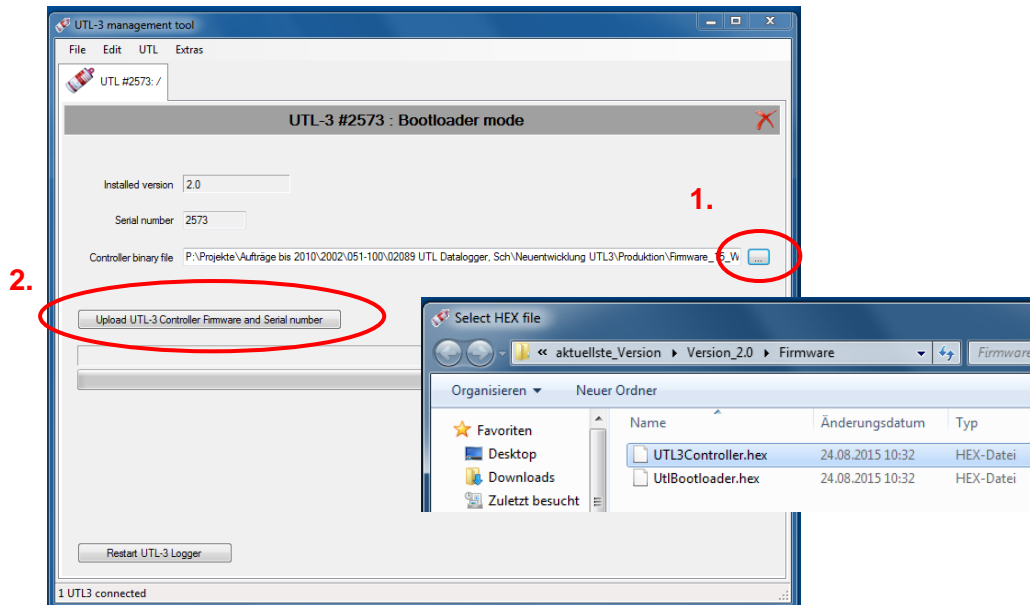 UTL-3 management tool
File Edit UTL Extras
UTL #2573: /
UTL-3 #2573 : Bootloader mode
Installed version 2.0
1.
Serial number 2573
Controller binary file P:\Projekte\Aufträge bis 2010\2002\051-100\02089 UTL Datalogger, Sch\Neuentwicklung UTL3\Produktion\Firmware_15_W ...
2.
Upload UTL-3 Controller Firmware and Serial number
Select HEX file
« aktuellste_Version Version_2.0 Firmware Firmware
Organisieren Neuer Ordner
Name Änderungsdatum Typ
Favoriten
Desktop UTL3Controller.hex 24.08.2015 10:32 HEX-Datei
Downloads UtlBootloader.hex 24.08.2015 10:32 HEX-Datei
Zuletzt besucht
Restart UTL-3 Logger
1 UTL3 connected